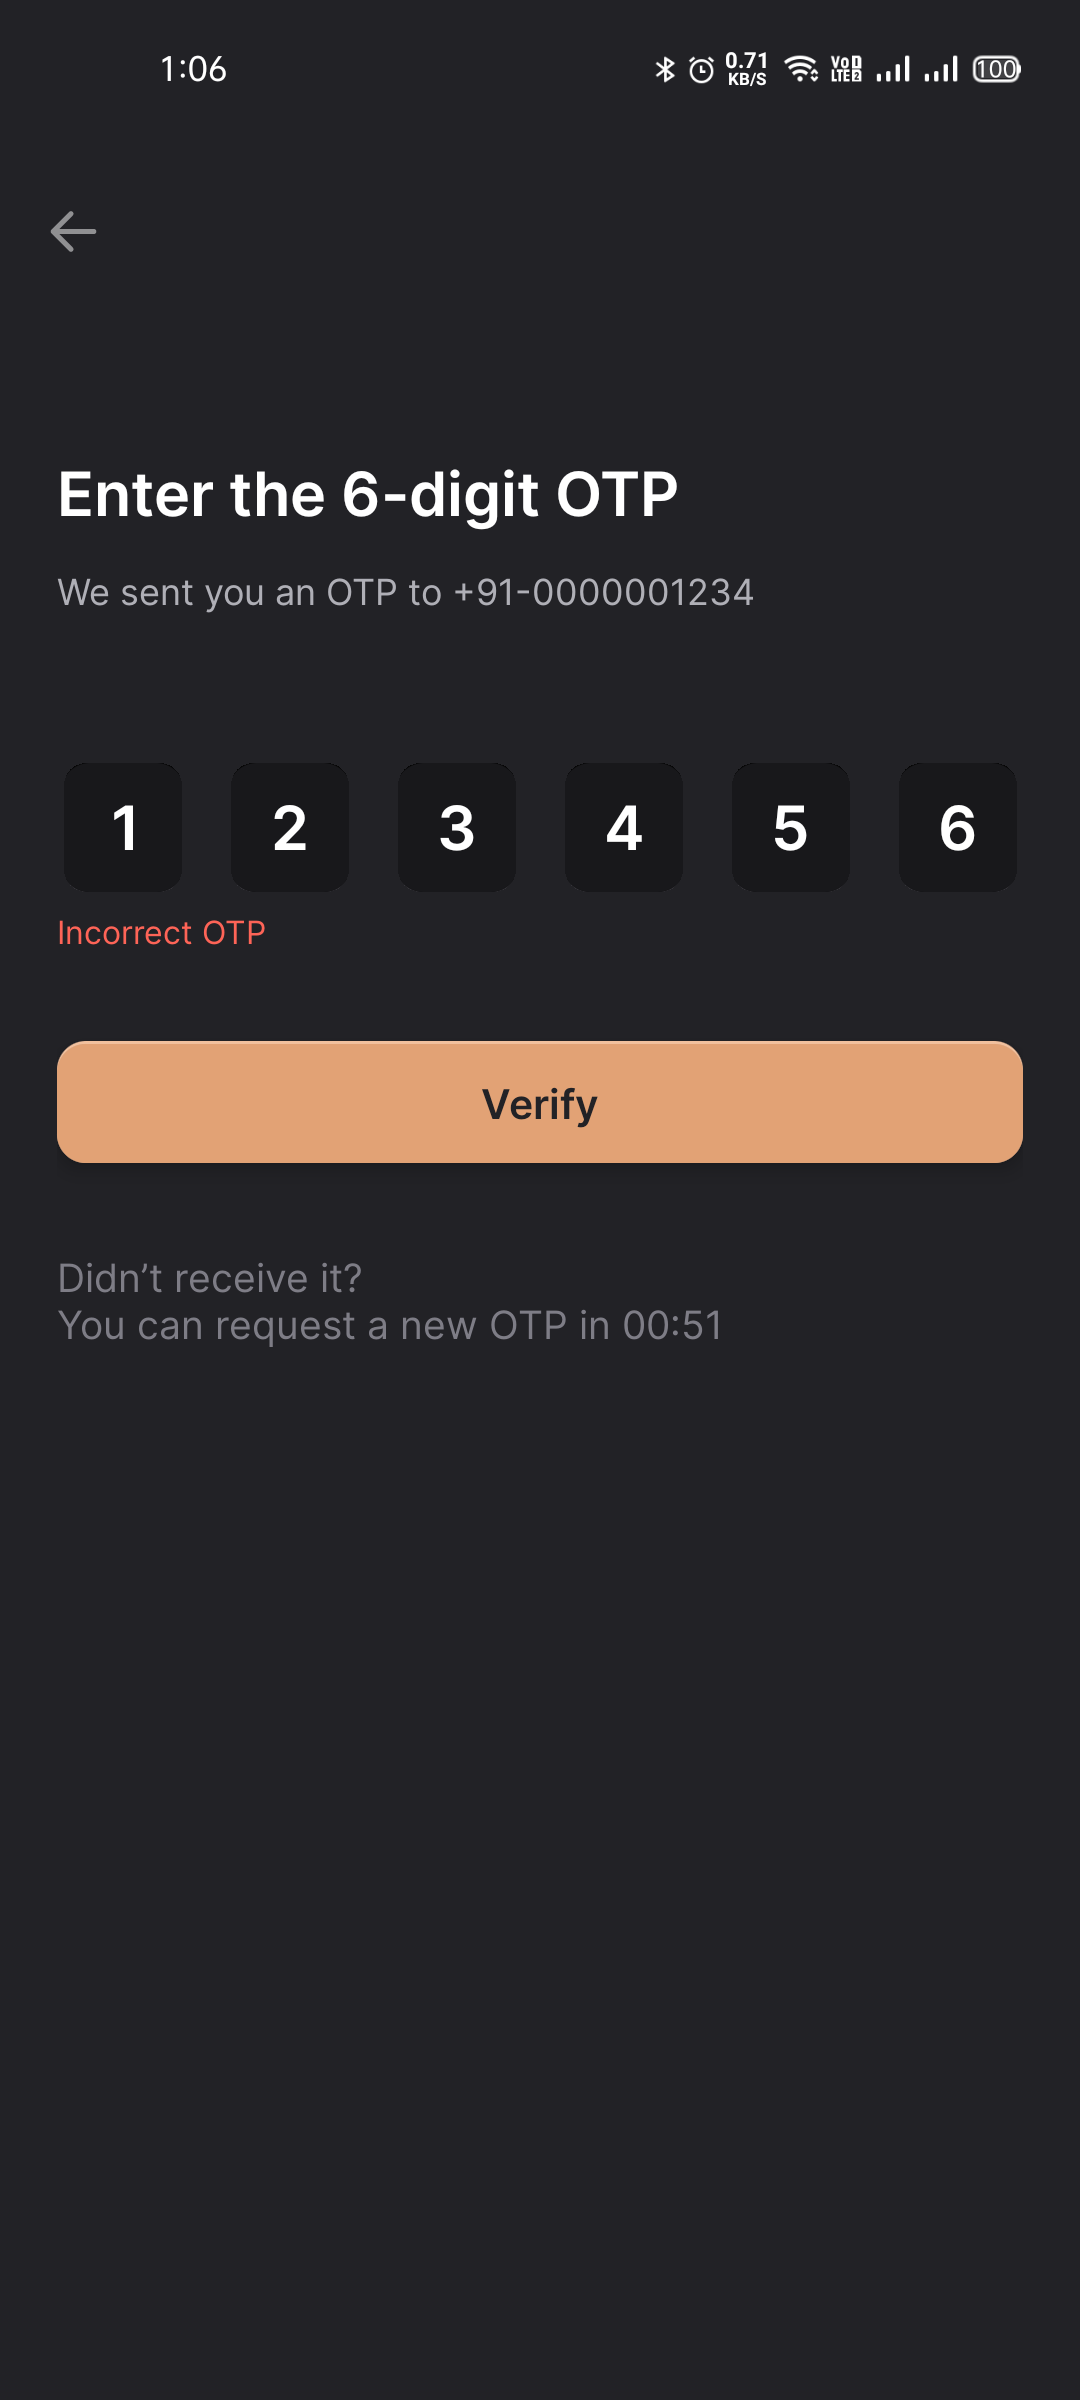 1:06
0.71
KB/S
Vo 1
LTE 2
100
Enter the 6-digit OTP
We sent you an OTP to +91-0000001234
1 2 3 4 5 6
Incorrect OTP
Verify
Didn’t receive it?
You can request a new OTP in 00:51